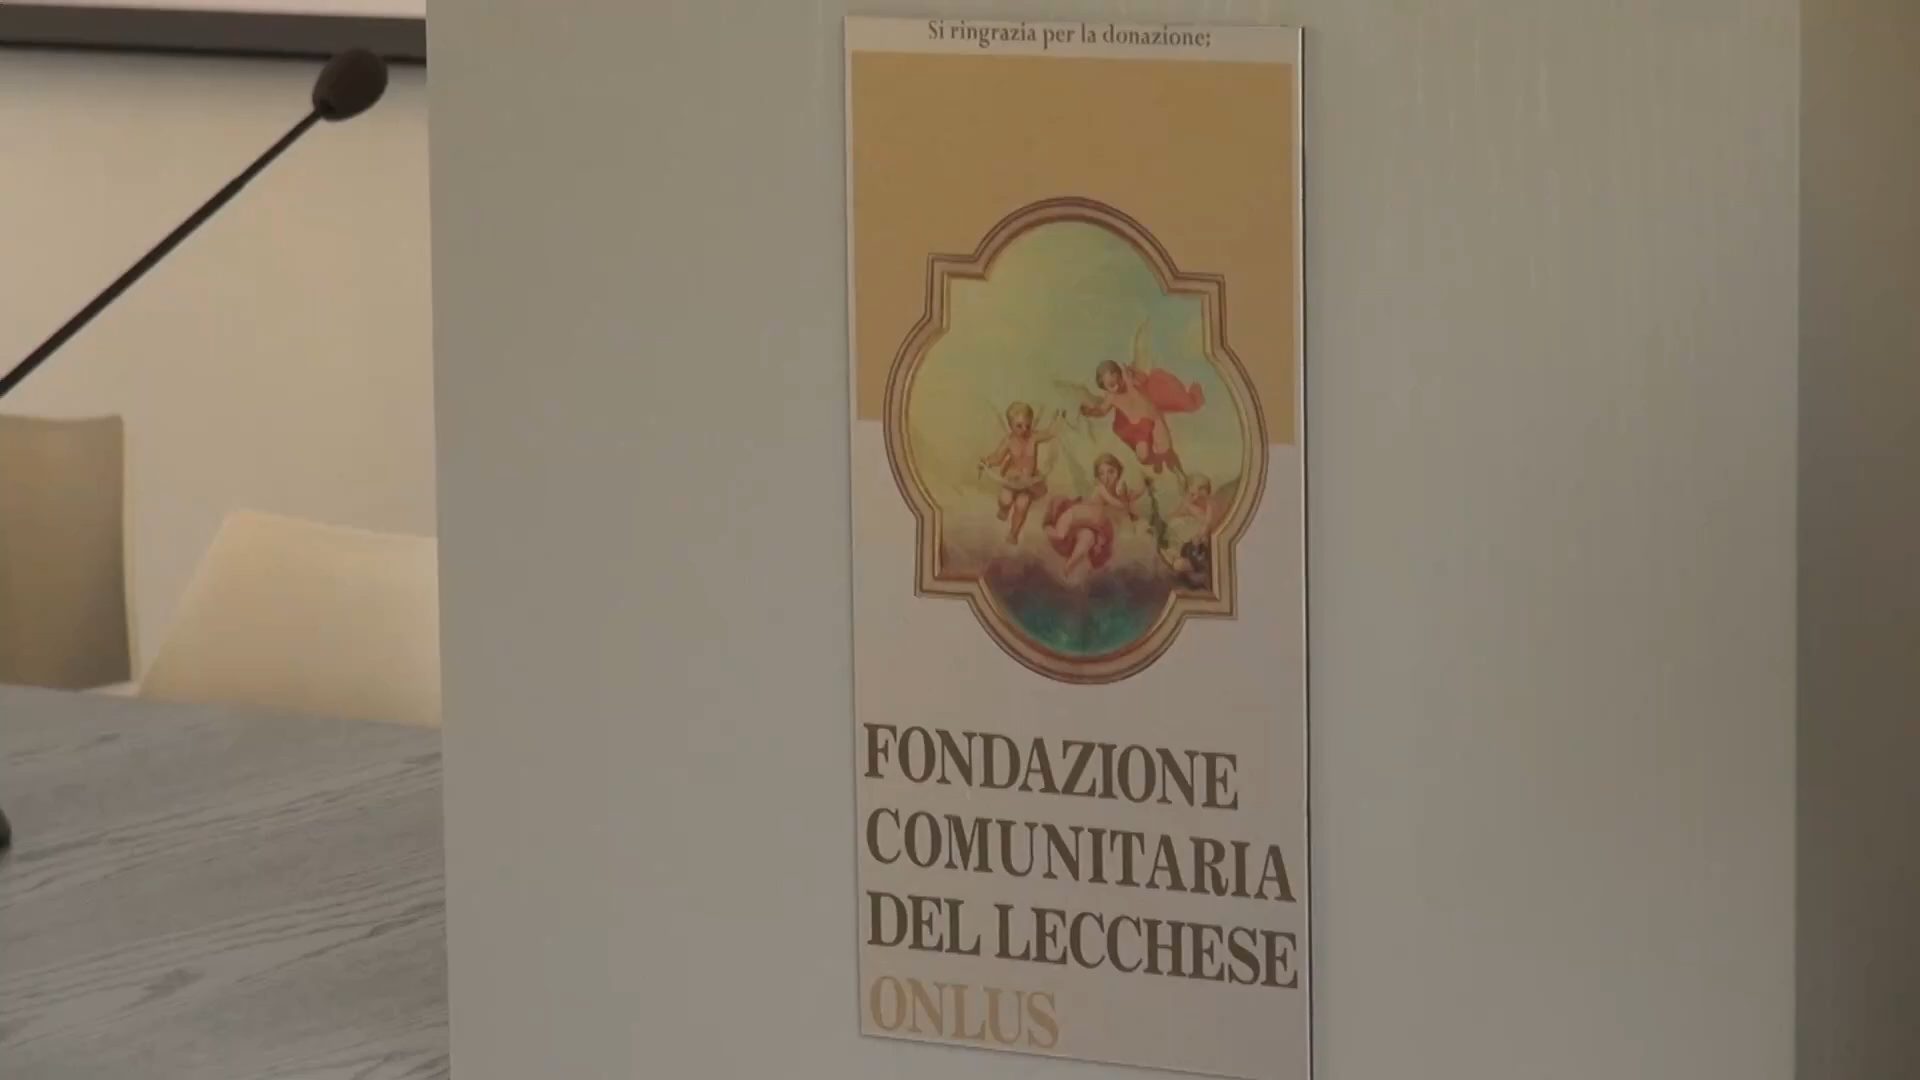 Si ringrazia per la donazione;
FONDAZIONE
COMUNITARIA
DEL LECCHESE
ONLUS